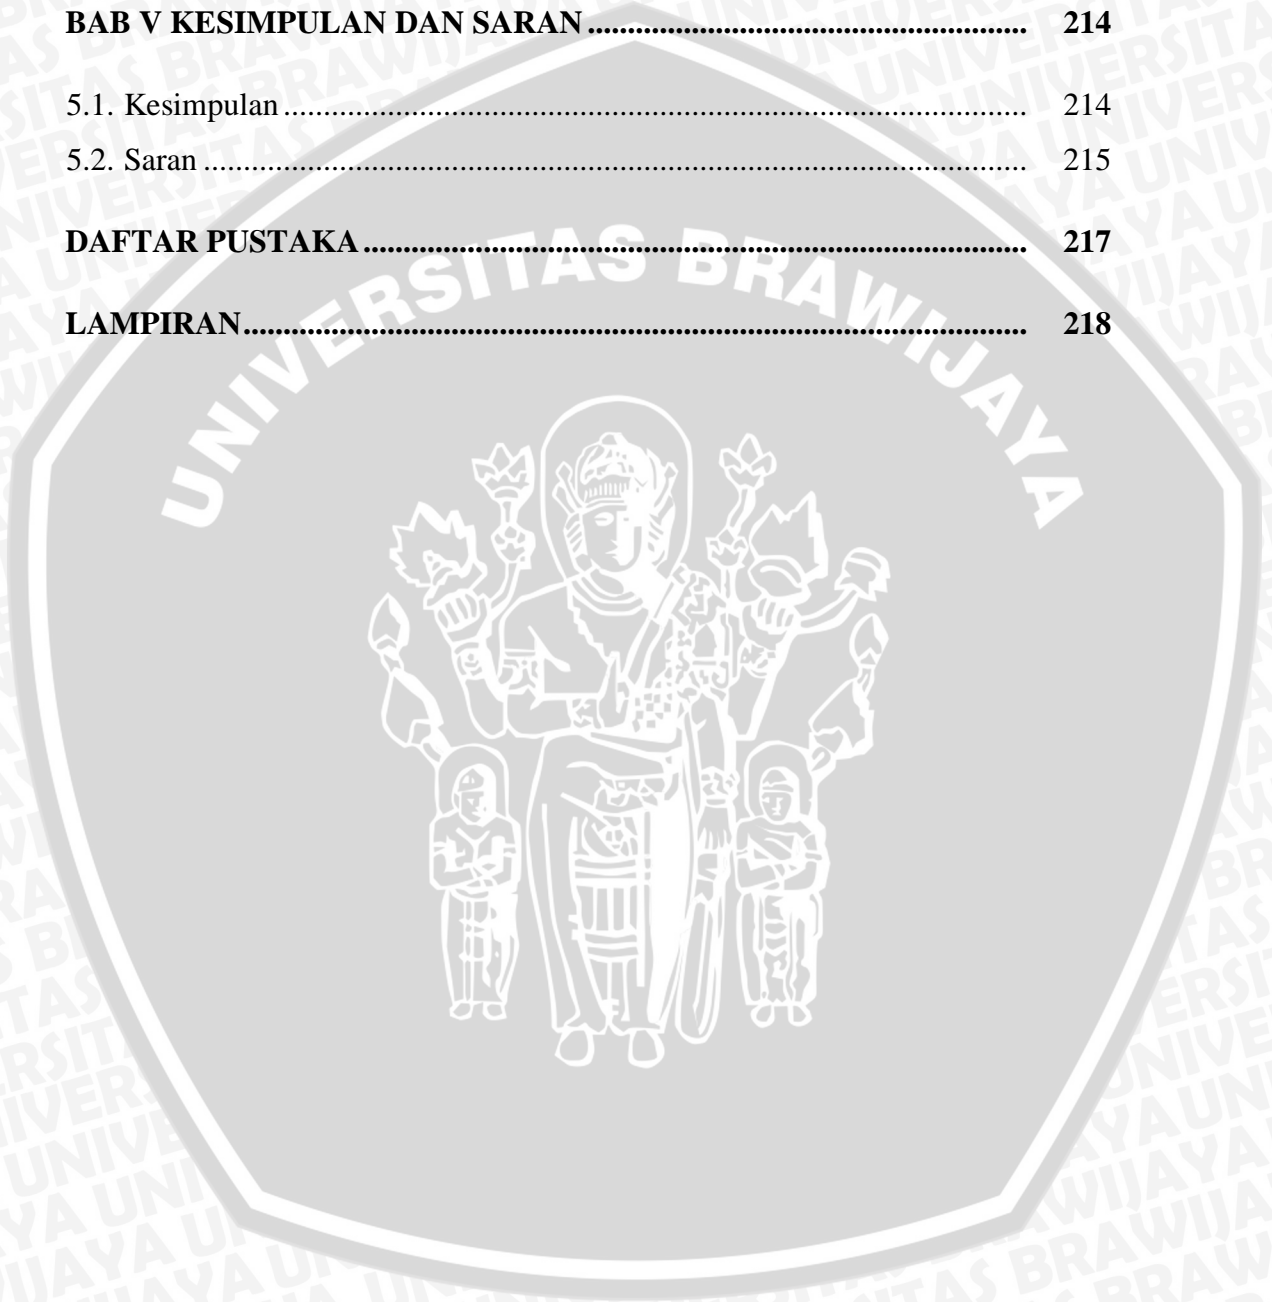 BAB V KESIMPULAN DAN SARAN ........................................................ 214
5.1. Kesimpulan ............................................................................................. 214
5.2. Saran ....................................................................................................... 215
DAFTAR PUSTAKA .................................................................................... 217
LAMPIRAN................................................................................................... 218
UNIVERSITAS BRAWIJAYA